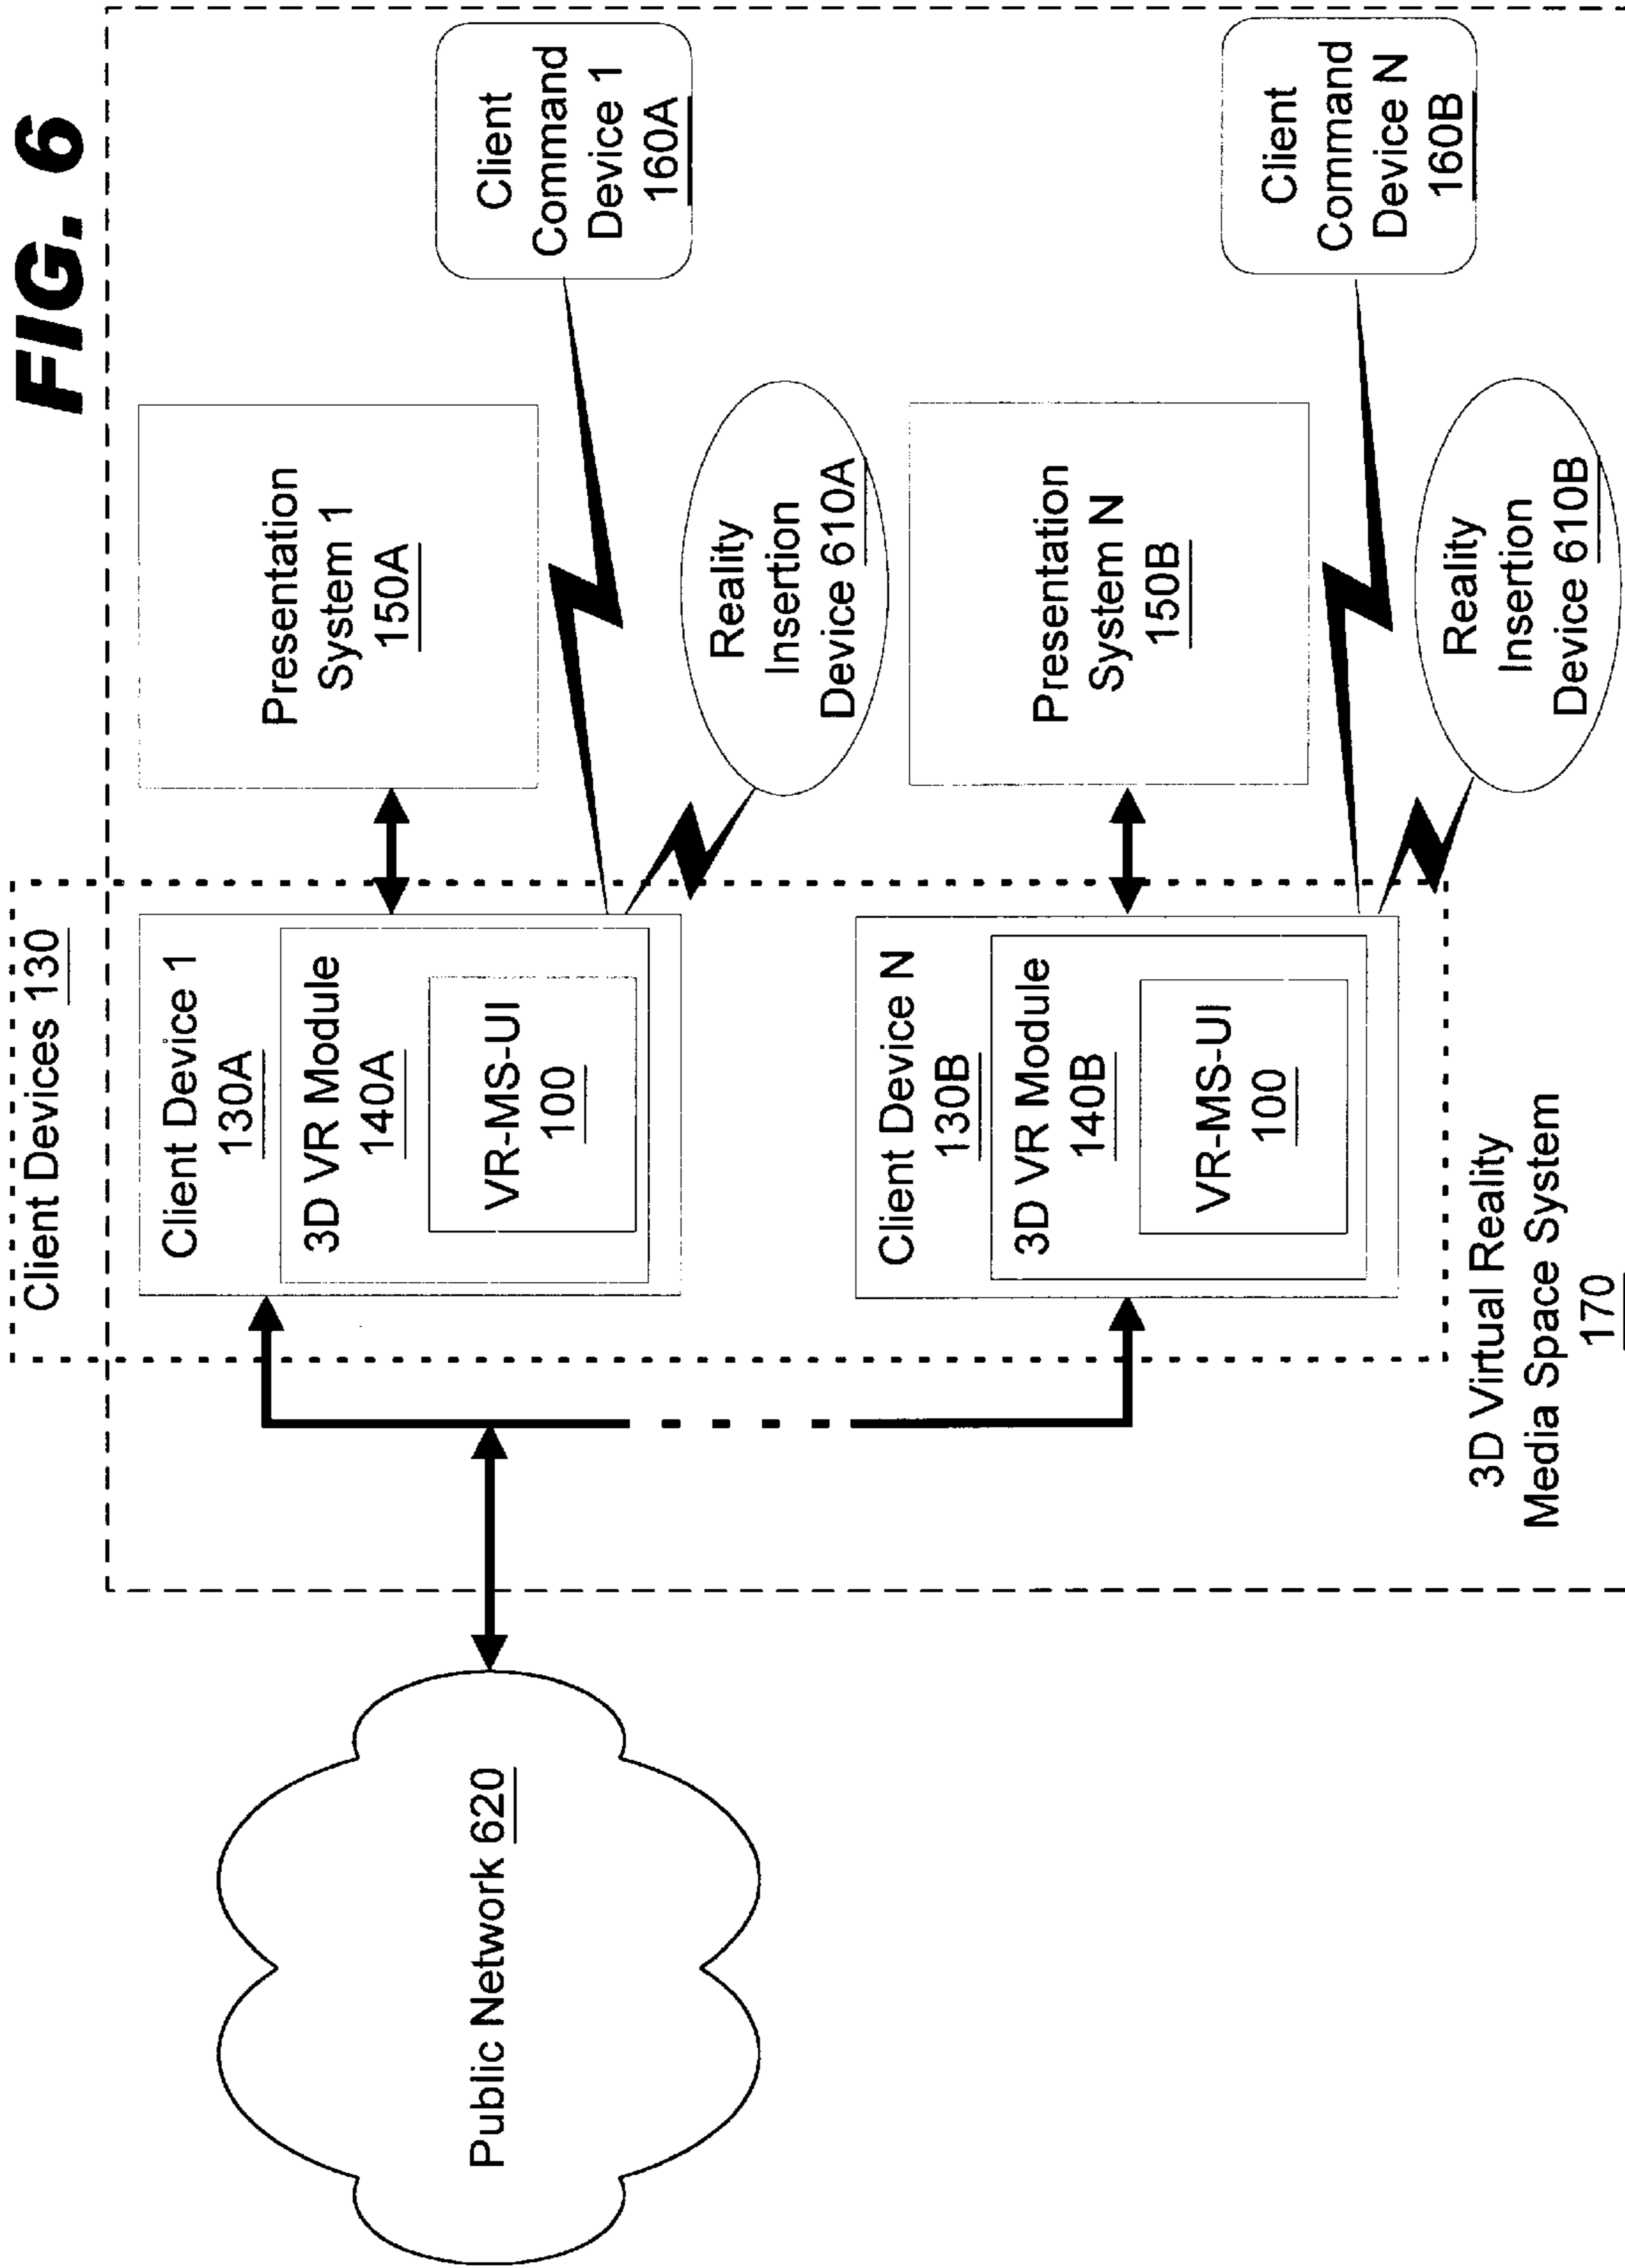 FIG. 6
Client Devices 130
Client Device 1
130A
3D VR Module
140A
VR-MS-UI
100
Presentation
System 1
150A
Client
Command
Device 1
160A
Reality
Insertion
Device 610A
Public Network 620
Client Device N
130B
3D VR Module
140B
VR-MS-UI
100
Presentation
System N
150B
Client
Command
Device N
160B
Reality
Insertion
Device 610B
3D Virtual Reality
Media Space System
170